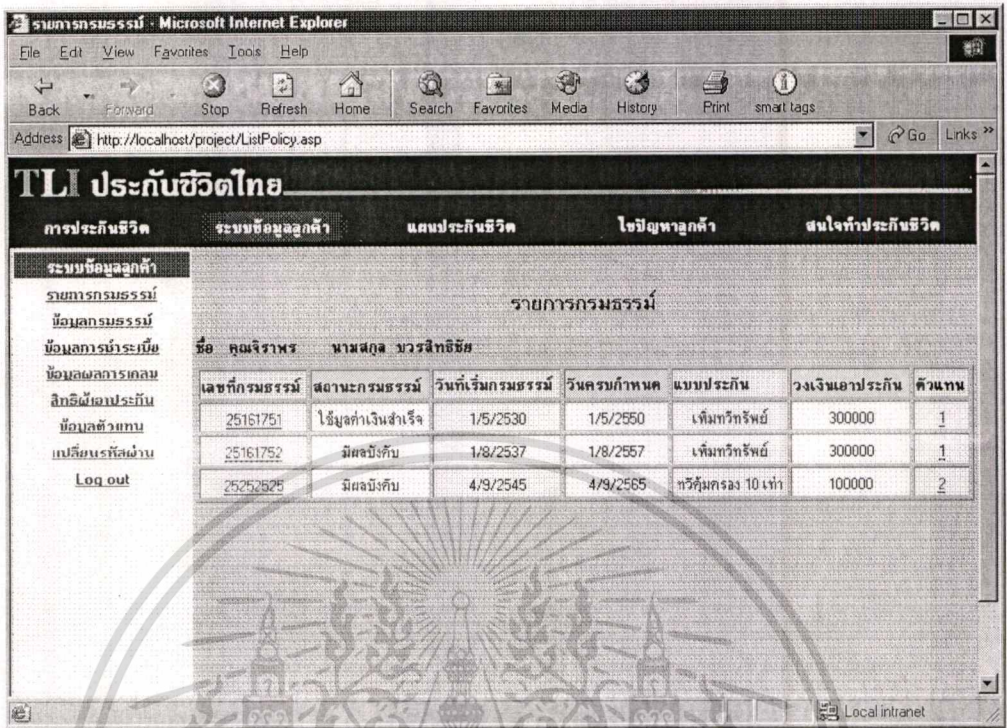 รายการกรมธรรม์ - Microsoft Internet Explorer
File Edit View Favorites Tools Help
Back Forward Stop Refresh Home Search Favorites Media History Print smart tags
Address http://localhost/project/ListPolicy.asp Go Links »
TLI ประกันชีวิตไทย
การประกันชีวิต ระบบข้อมูลลูกค้า แผนประกันชีวิต ไขปัญหาลูกค้า สนใจทำประกันชีวิต
ระบบข้อมูลลูกค้า
รายการกรมธรรม์
ข้อมูลกรมธรรม์
ข้อมูลการชำระเบี้ย
ข้อมูลผลการเคลม
สิทธิผู้เอาประกัน
ข้อมูลตัวแทน
เปลี่ยนรหัสผ่าน
Log out
รายการกรมธรรม์
ชื่อ คุณจิราพร นามสกุล บวรสิทธิชัย
เลขที่กรมธรรม์ สถานะกรมธรรม์ วันที่เริ่มกรมธรรม์ วันครบกำหนด แบบประกัน วงเงินเอาประกัน ตัวแทน
25161751 ใช้มูลค่าเงินสำเร็จ 1/5/2530 1/5/2550 เพิ่มทวีทรัพย์ 300000 1
25161752 มีผลบังคับ 1/8/2537 1/8/2557 เพิ่มทวีทรัพย์ 300000 1
25252525 มีผลบังคับ 4/9/2545 4/9/2565 ทวีคุ้มครอง 10 เท่า 100000 2
Local intranet